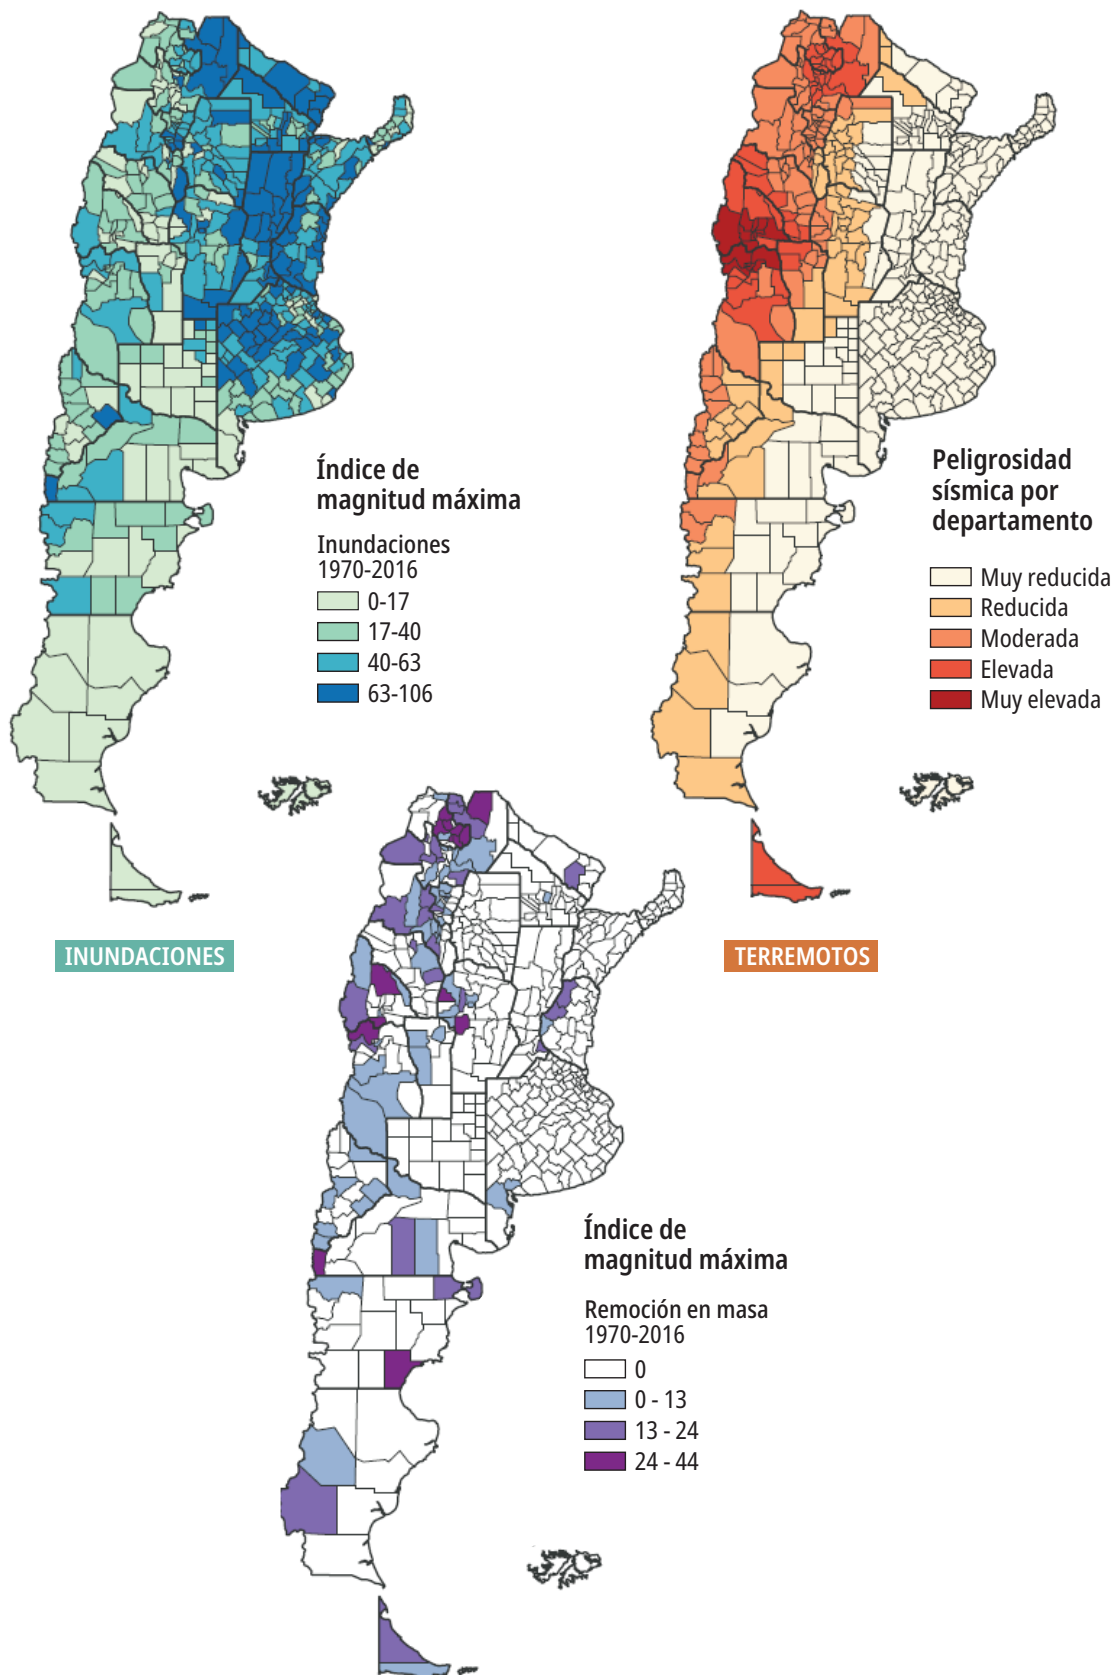 Índice de
magnitud máxima
Inundaciones
1970-2016
0-17
17-40
40-63
63-106
INUNDACIONES
Peligrosidad
sísmica por
departamento
Muy reducida
Reducida
Moderada
Elevada
Muy elevada
TERREMOTOS
Índice de
magnitud máxima
Remoción en masa
1970-2016
0
0 - 13
13 - 24
24 - 44